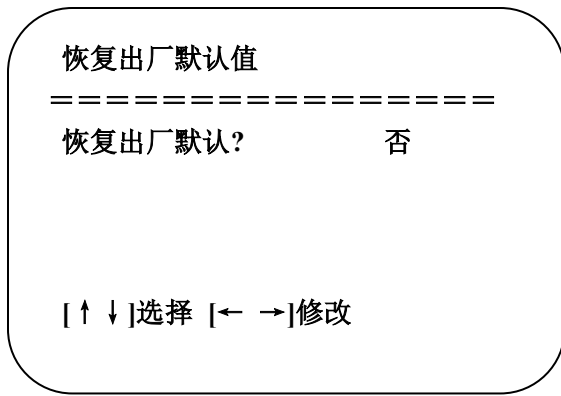 恢复出厂默认值
================
恢复出厂默认? 否
[↑ ↓]选择 [← →]修改